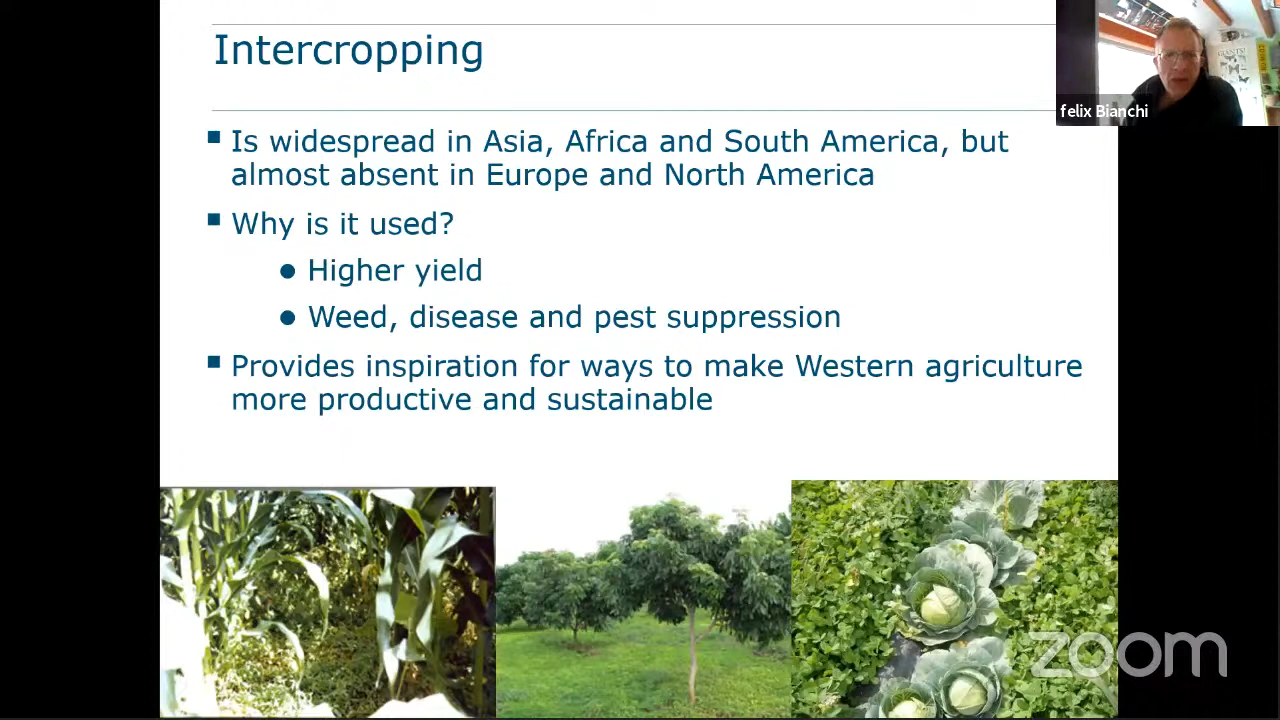 Intercropping
felix Bianchi
▪ Is widespread in Asia, Africa and South America, but
almost absent in Europe and North America
▪ Why is it used?
● Higher yield
● Weed, disease and pest suppression
▪ Provides inspiration for ways to make Western agriculture
more productive and sustainable
zoom